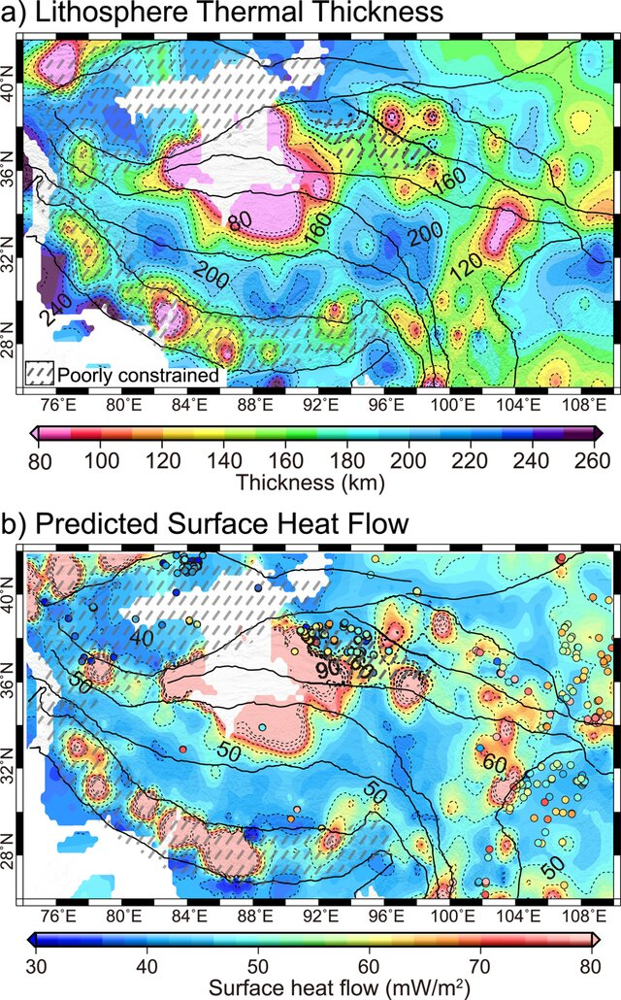 a) Lithosphere Thermal Thickness
40°N
36°N
32°N
28°N
80
160
160
200
200
120
240
Poorly constrained
76°E 80°E 84°E 88°E 92°E 96°E 100°E 104°E 108°E
80 100 120 140 160 180 200 220 240 260
Thickness (km)
b) Predicted Surface Heat Flow
40°N
36°N
32°N
28°N
40
50
90
50
60
50
50
76°E 80°E 84°E 88°E 92°E 96°E 100°E 104°E 108°E
30 40 50 60 70 80
Surface heat flow (mW/m²)